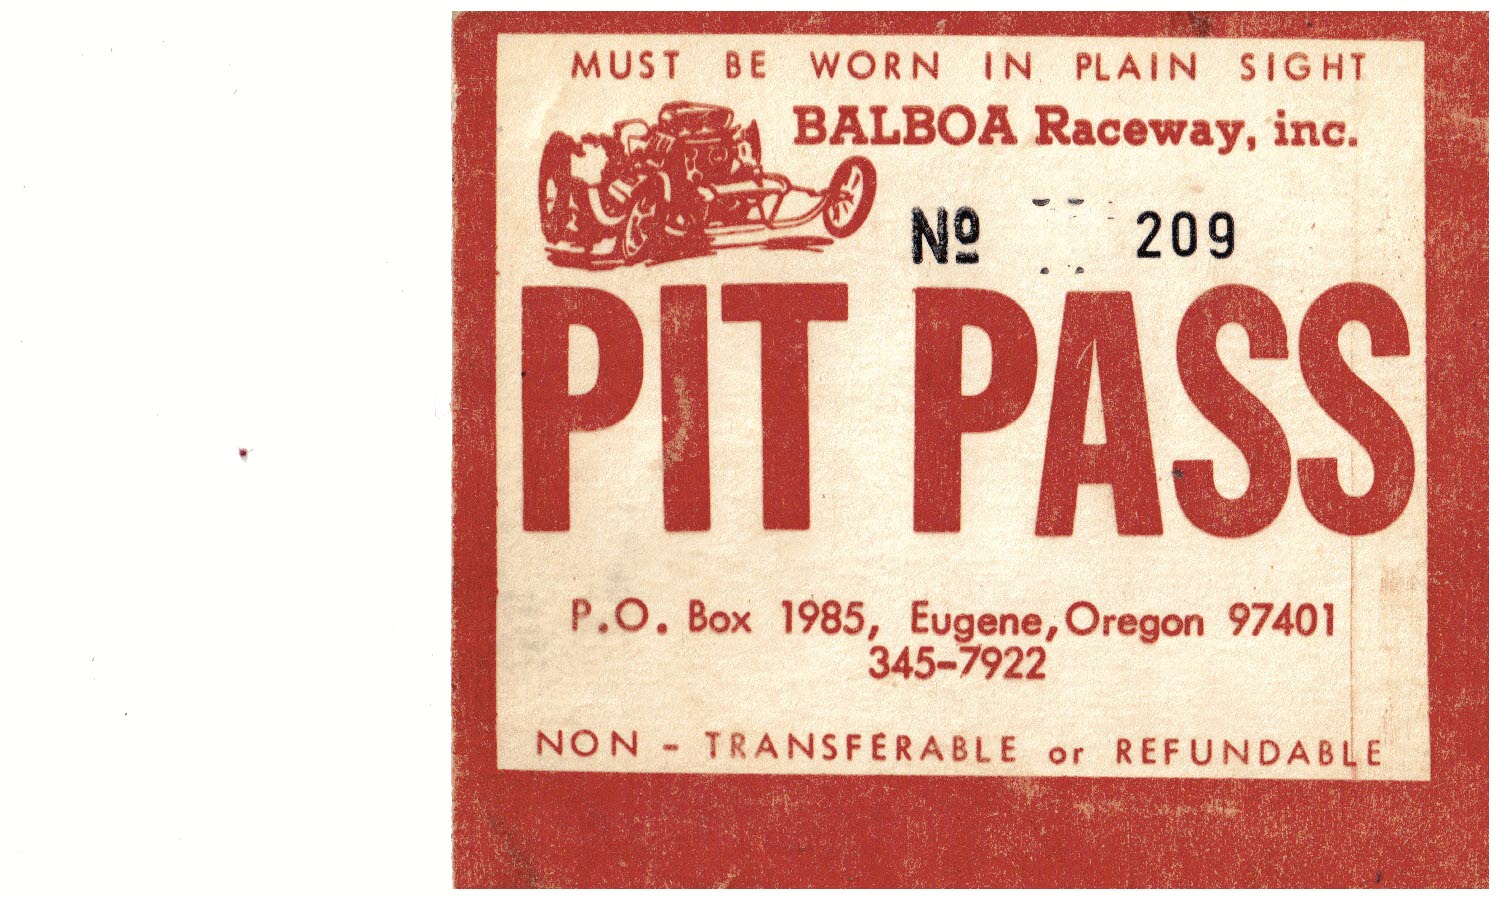 MUST BE WORN IN PLAIN SIGHT
BALBOA Raceway, inc.
Nº 209
PIT PASS
P.O. Box 1985, Eugene, Oregon 97401
345-7922
NON - TRANSFERABLE or REFUNDABLE